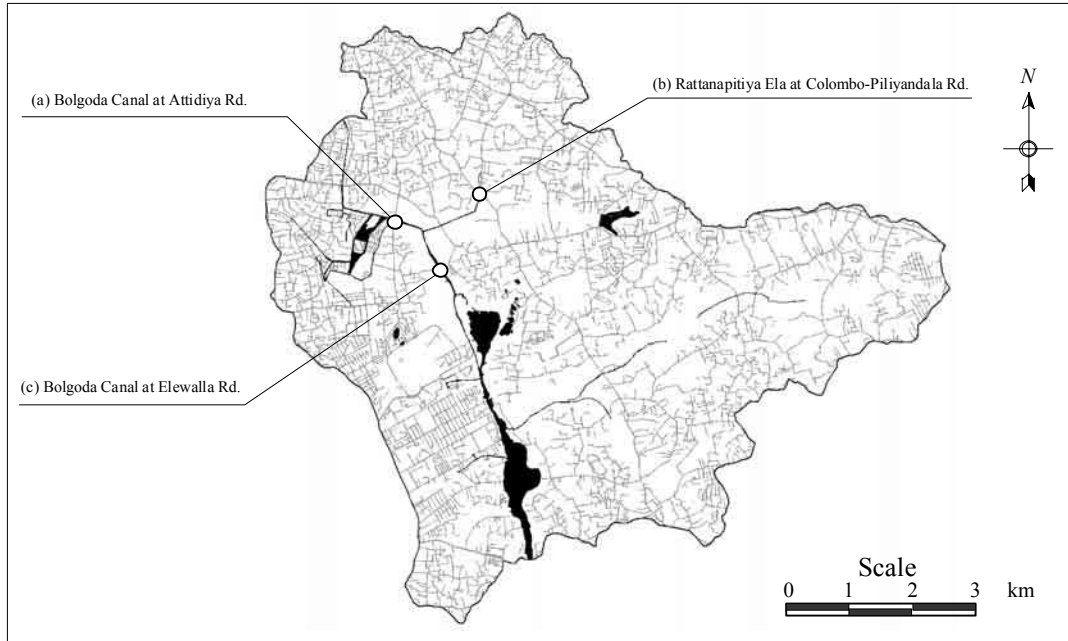 (a) Bolgoda Canal at Attidiya Rd.
(b) Rattanapitiya Ela at Colombo-Piliyandala Rd.
N
(c) Bolgoda Canal at Elewalla Rd.
Scale
0 1 2 3 km